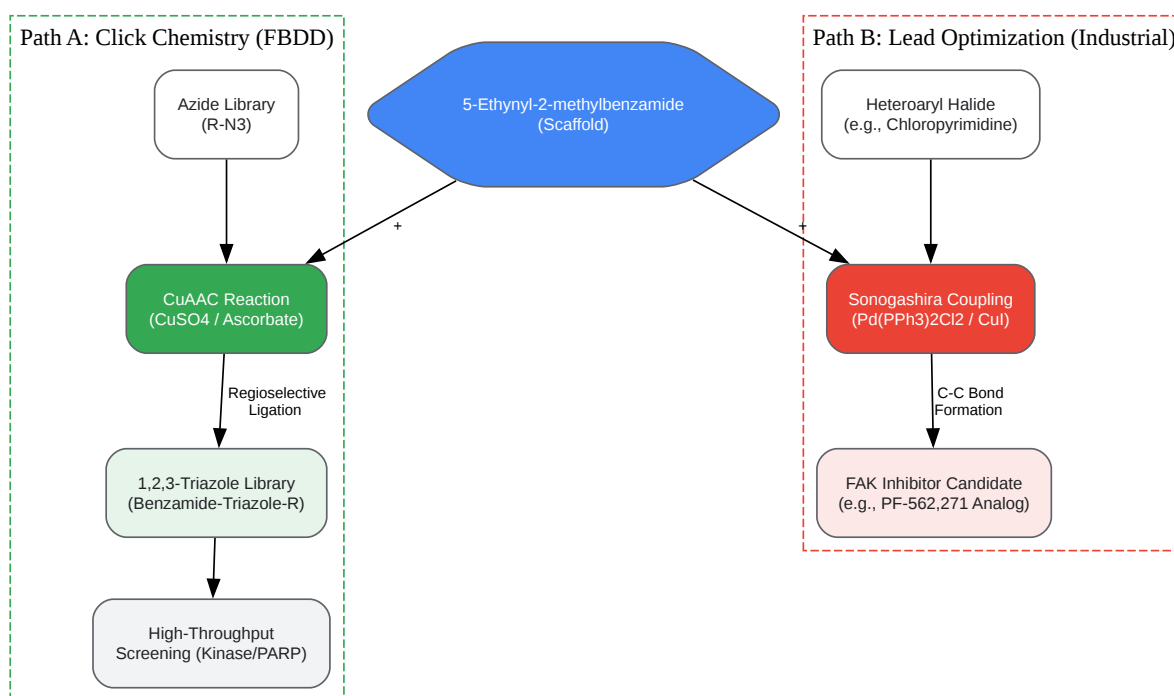 Path A: Click Chemistry (FBDD)
Azide Library
(R-N3)
5-Ethynyl-2-methylbenzamide
(Scaffold)
Path B: Lead Optimization (Industrial)
Heteroaryl Halide
(e.g., Chloropyrimidine)
+
+
CuAAC Reaction
(CuSO4 / Ascorbate)
Sonogashira Coupling
(Pd(PPh3)2Cl2 / CuI)
Regioselective
Ligation
C-C Bond
Formation
1,2,3-Triazole Library
(Benzamide-Triazole-R)
FAK Inhibitor Candidate
(e.g., PF-562,271 Analog)
High-Throughput
Screening (Kinase/PARP)